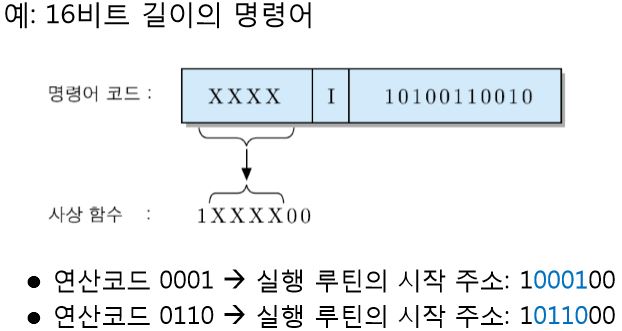 예: 16비트 길이의 명령어
명령어 코드 : XXXX I 10100110010
사상 함수 : 1XXXX00
● 연산코드 0001 → 실행 루틴의 시작 주소: 1000100
● 연산코드 0110 → 실행 루틴의 시작 주소: 1011000